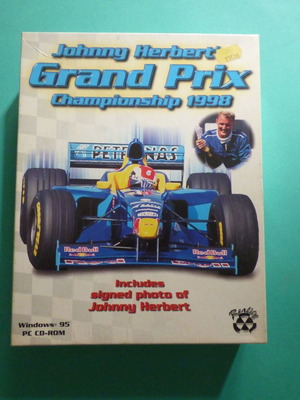 Johnny Herbert
Grand Prix
Championship 1998
PETRONAS
Red Bull
Red Bull
Includes
signed photo of
Johnny Herbert
Windows 95
PC CD-ROM